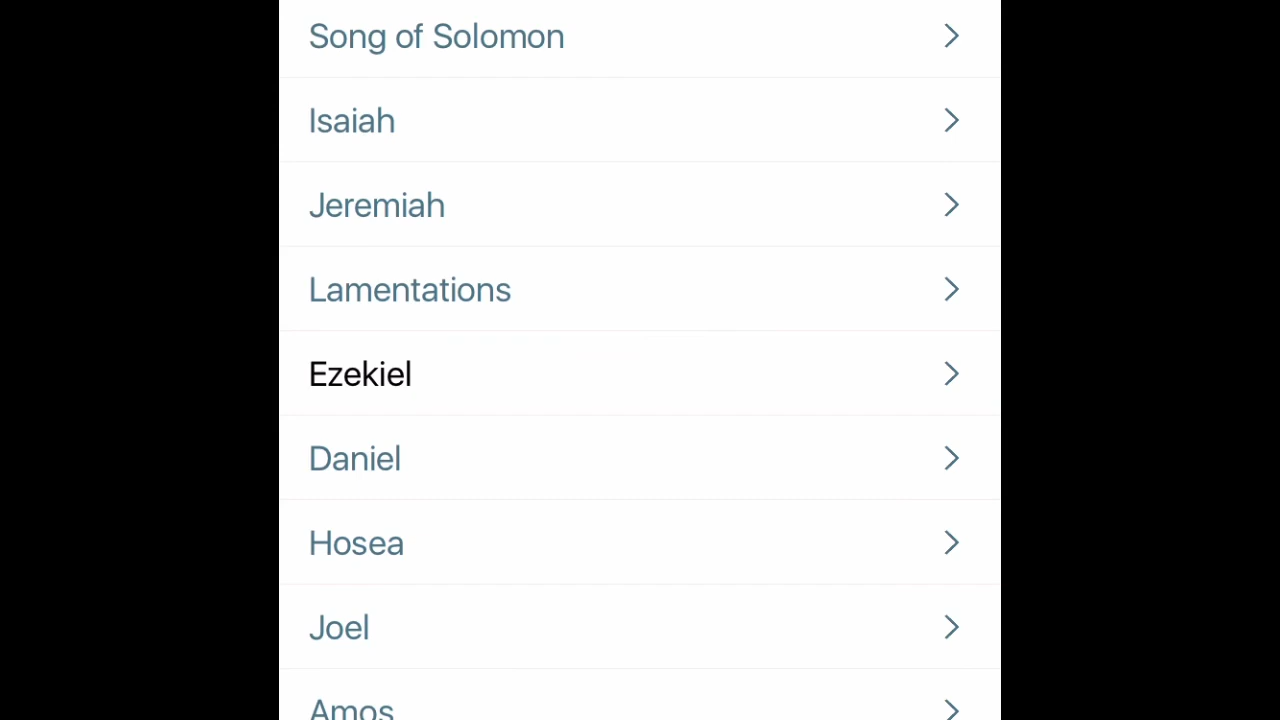 Song of Solomon
Isaiah
Jeremiah
Lamentations
Ezekiel
Daniel
Hosea
Joel
Amos